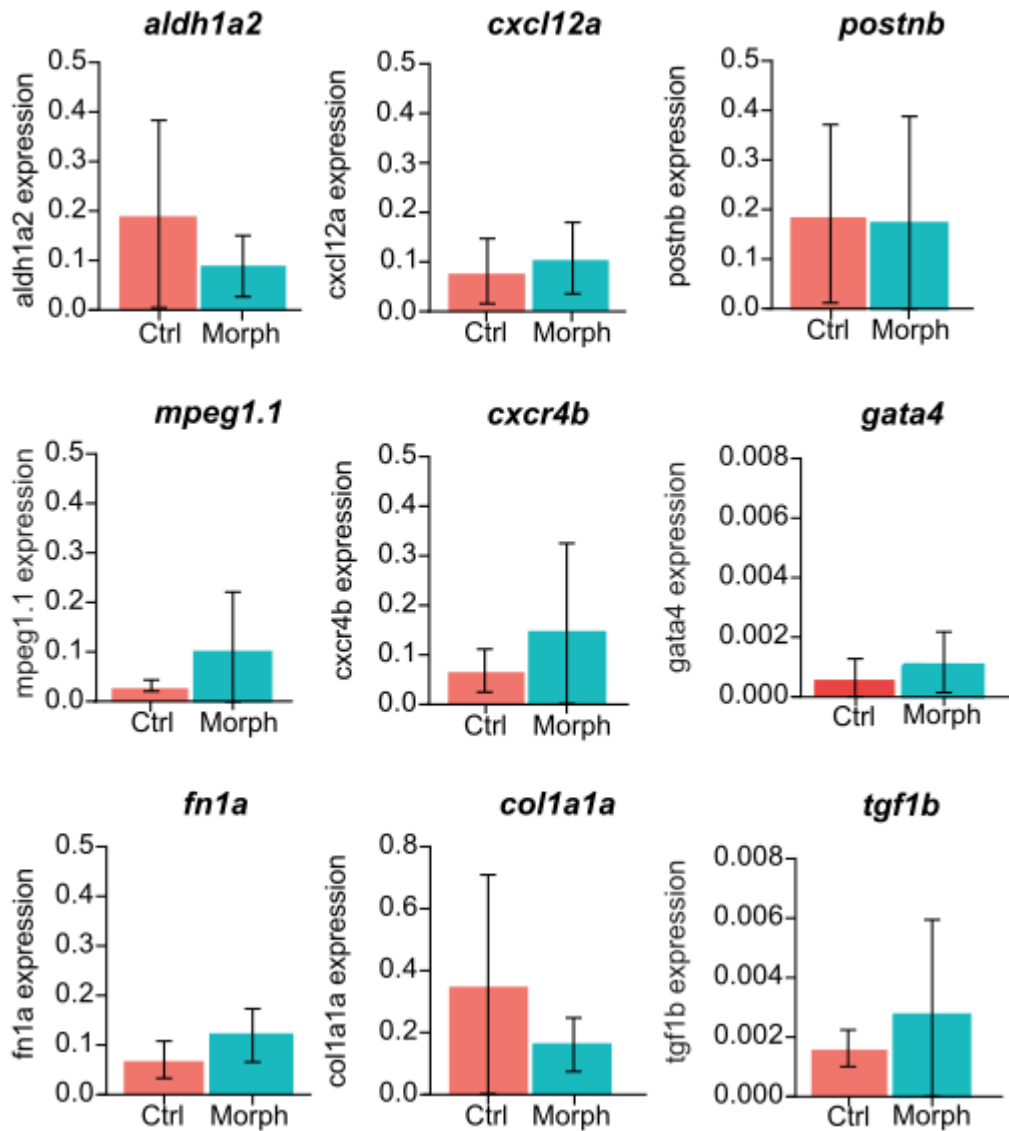 aldh1a2
cxcl12a
postnb
aldh1a2 expression
0.5
0.4
0.3
0.2
0.1
0.0
Ctrl Morph
cxcl12a expression
0.5
0.4
0.3
0.2
0.1
0.0
Ctrl Morph
postnb expression
0.5
0.4
0.3
0.2
0.1
0.0
Ctrl Morph
mpeg1.1
cxcr4b
gata4
mpeg1.1 expression
0.5
0.4
0.3
0.2
0.1
0.0
Ctrl Morph
cxcr4b expression
0.5
0.4
0.3
0.2
0.1
0.0
Ctrl Morph
gata4 expression
0.008
0.006
0.004
0.002
0.000
Ctrl Morph
fn1a
col1a1a
tgf1b
fn1a expression
0.5
0.4
0.3
0.2
0.1
0.0
Ctrl Morph
col1a1a expression
0.8
0.6
0.4
0.2
0.0
Ctrl Morph
tgf1b expression
0.008
0.006
0.004
0.002
0.000
Ctrl Morph